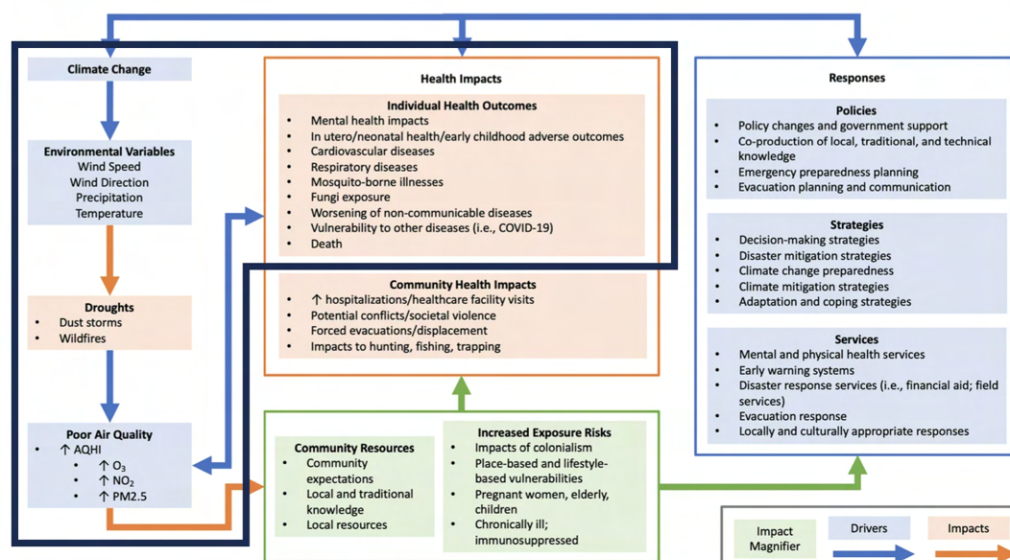 Climate Change
Environmental Variables
Wind Speed
Wind Direction
Precipitation
Temperature
Droughts
• Dust storms
• Wildfires
Poor Air Quality
• ↑ AQHI
• ↑ O₃
• ↑ NO₂
• ↑ PM2.5
Health Impacts
Individual Health Outcomes
• Mental health impacts
• In utero/neonatal health/early childhood adverse outcomes
• Cardiovascular diseases
• Respiratory diseases
• Mosquito-borne illnesses
• Fungi exposure
• Worsening of non-communicable diseases
• Vulnerability to other diseases (i.e., COVID-19)
• Death
Community Health Impacts
• ↑ hospitalizations/healthcare facility visits
• Potential conflicts/societal violence
• Forced evacuations/displacement
• Impacts to hunting, fishing, trapping
Community Resources
• Community
expectations
• Local and traditional
knowledge
• Local resources
Increased Exposure Risks
• Impacts of colonialism
• Place-based and lifestyle-
based vulnerabilities
• Pregnant women, elderly,
children
• Chronically ill;
immunosuppressed
Responses
Policies
• Policy changes and government support
• Co-production of local, traditional, and technical
knowledge
• Emergency preparedness planning
• Evacuation planning and communication
Strategies
• Decision-making strategies
• Disaster mitigation strategies
• Climate change preparedness
• Climate mitigation strategies
• Adaptation and coping strategies
Services
• Mental and physical health services
• Early warning systems
• Disaster response services (i.e., financial aid; field
services)
• Evacuation response
• Locally and culturally appropriate responses
Impact
Magnifier
Drivers
Impacts